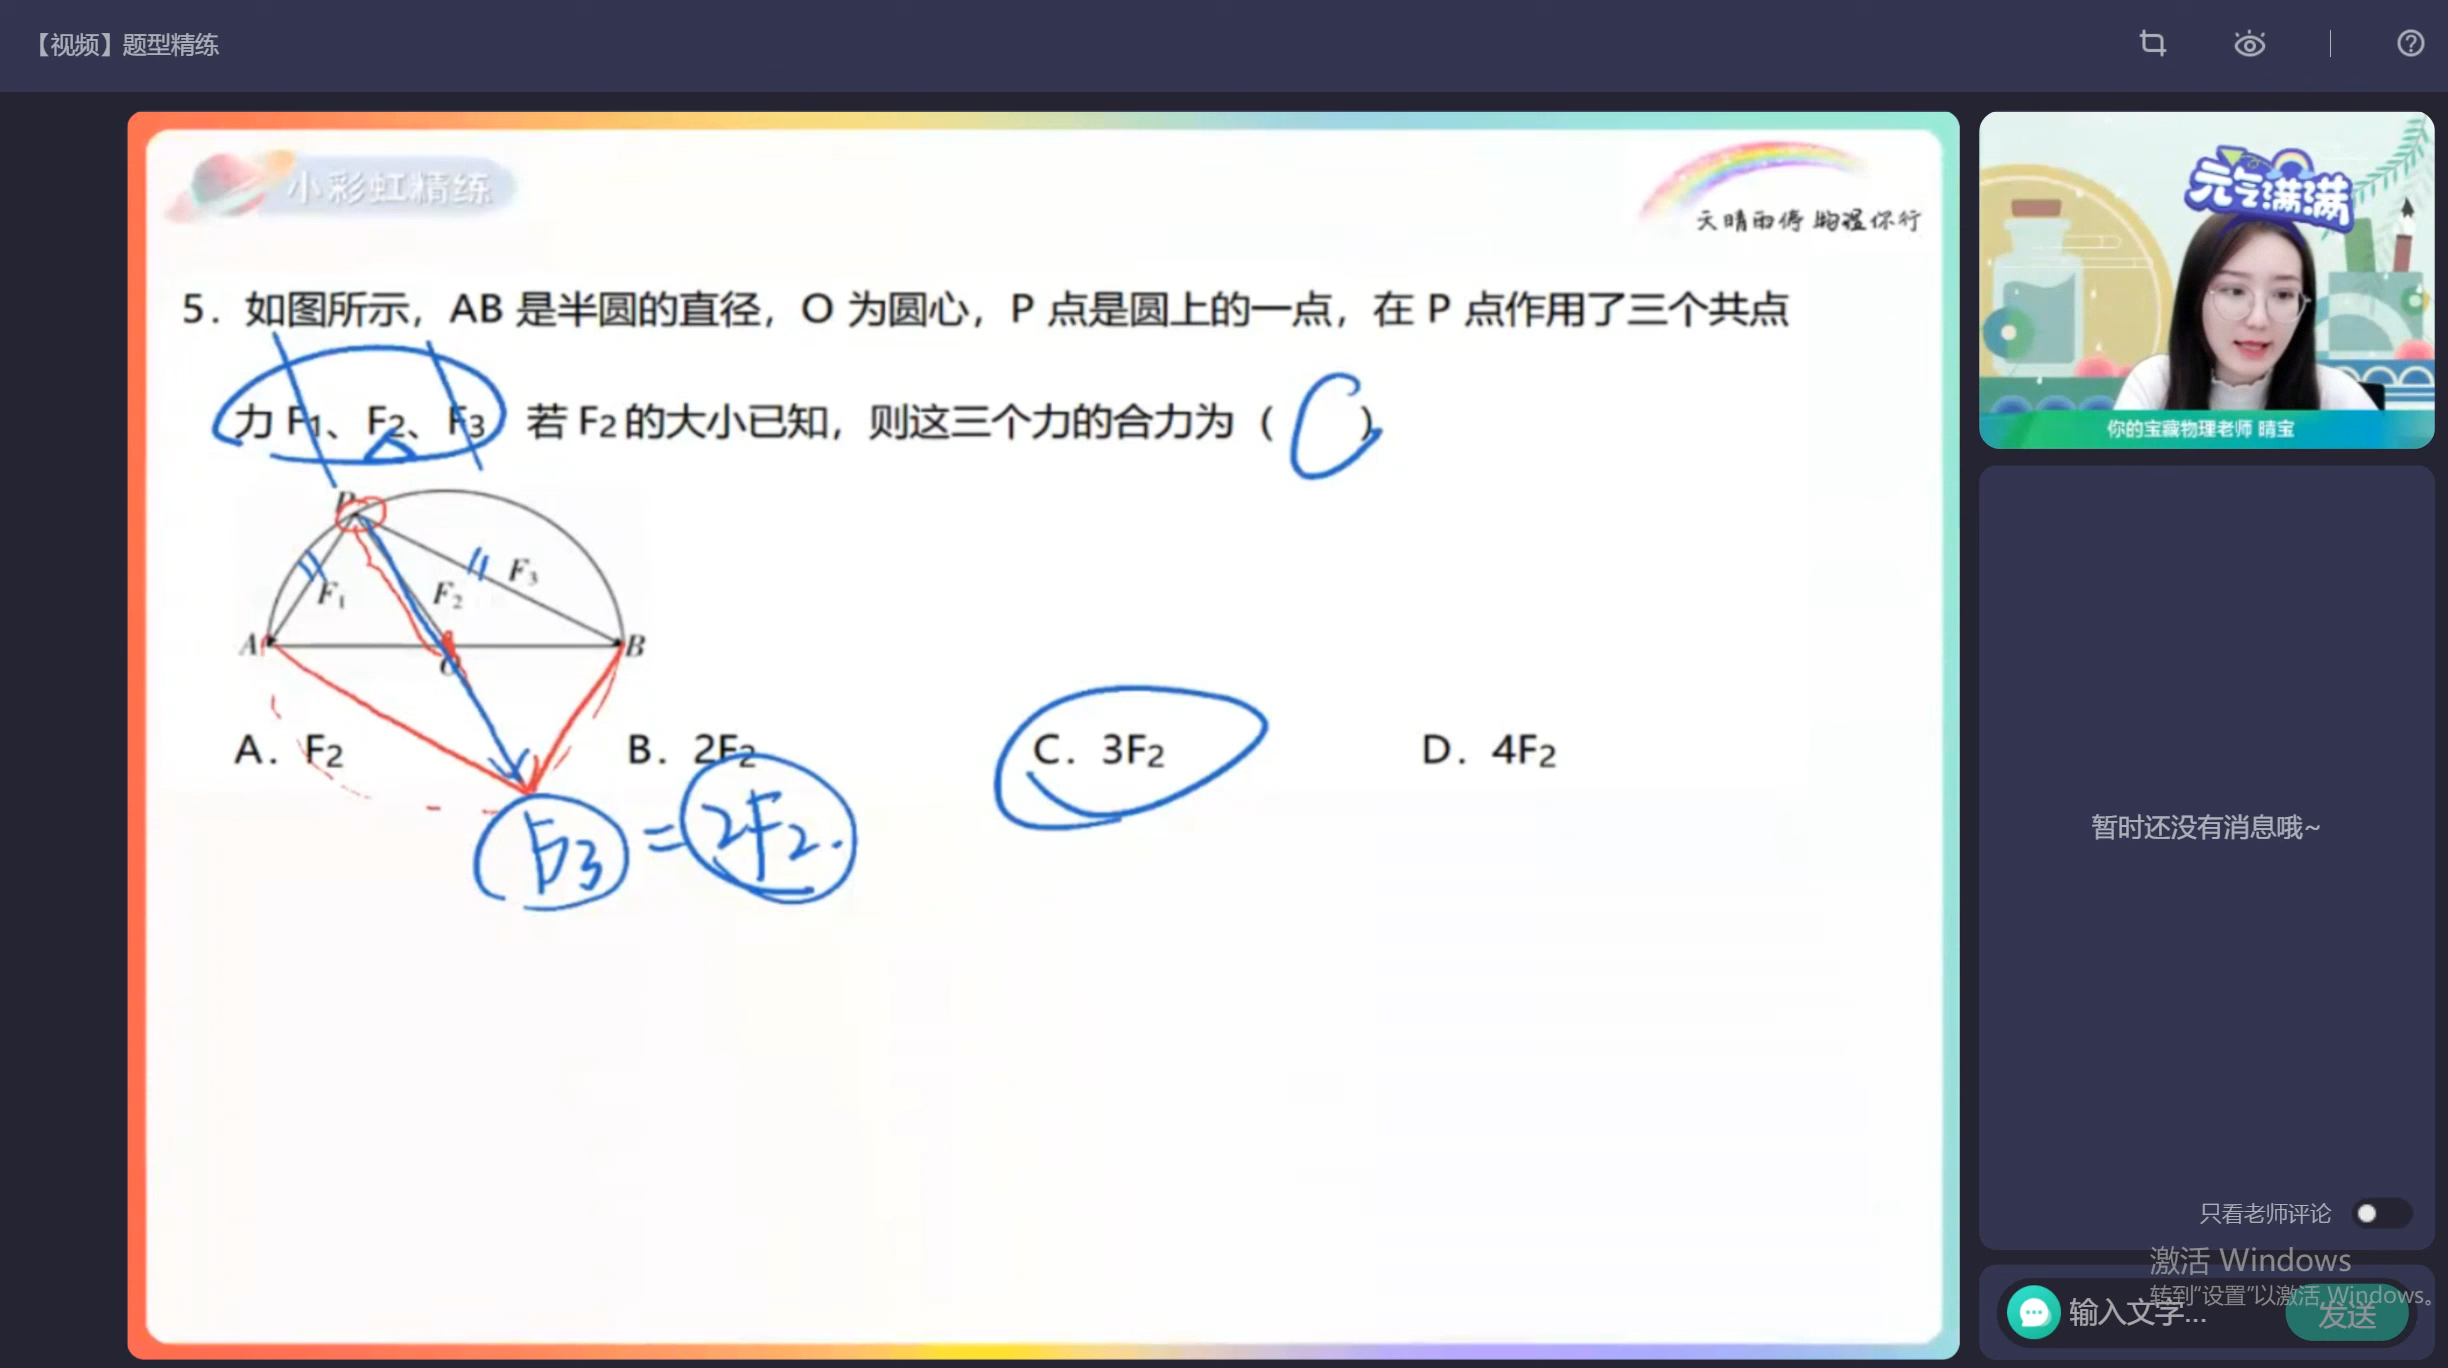 【视频】题型精练
小彩虹精练
天晴雨停 物理你行
5. 如图所示，AB 是半圆的直径，O 为圆心，P 点是圆上的一点，在 P 点作用了三个共点
力 F1、F2、F3 若 F2 的大小已知，则这三个力的合力为（C）
P
F1
F2
F3
A
O
B
A. F2
B. 2F2
C. 3F2
D. 4F2
F3 = 2F2.
元气满满
你的宝藏物理老师 晴宝
暂时还没有消息哦~
只看老师评论
激活 Windows
转到"设置"以激活 Windows。
输入文字...
发送